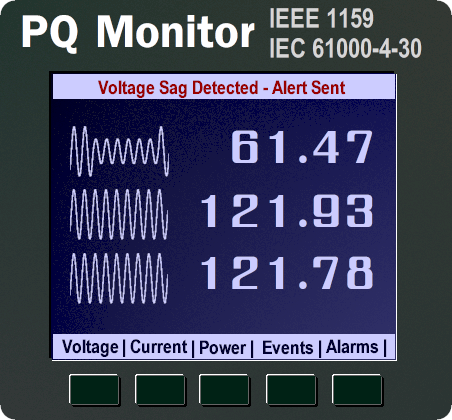 PQ Monitor
IEEE 1159
IEC 61000-4-30
Voltage Sag Detected - Alert Sent
61.47
121.93
121.78
Voltage | Current | Power | Events | Alarms |